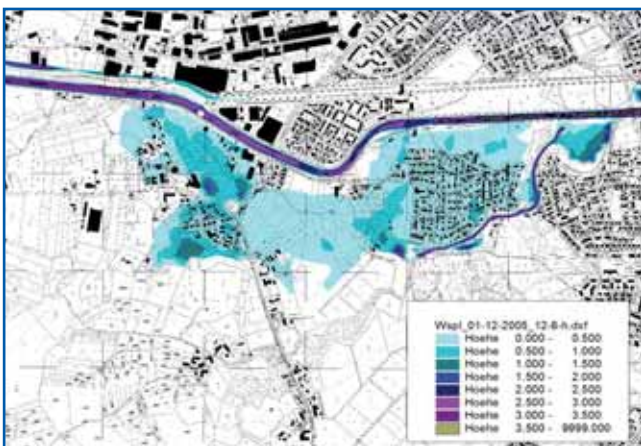 Wspl_01-12-2005_12-8-h.dxf
Hoehe 0.000 - 0.500
Hoehe 0.500 - 1.000
Hoehe 1.000 - 1.500
Hoehe 1.500 - 2.000
Hoehe 2.000 - 2.500
Hoehe 2.500 - 3.000
Hoehe 3.000 - 3.500
Hoehe 3.500 - 9999.000